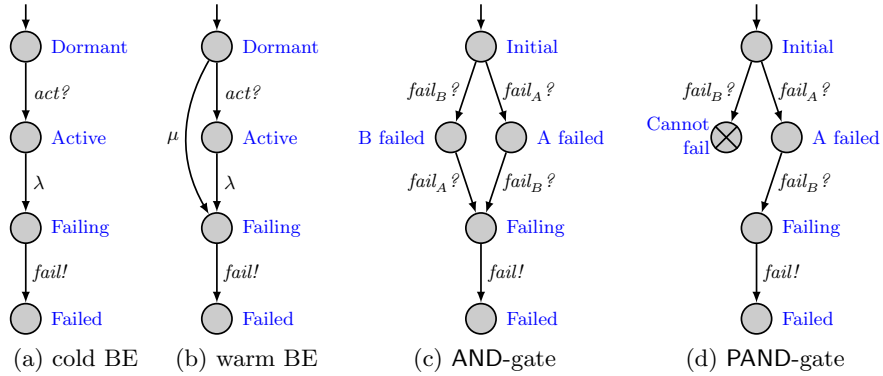 Dormant
act?
Active
λ
Failing
fail!
Failed
(a) cold BE
Dormant
act?
μ
Active
λ
Failing
fail!
Failed
(b) warm BE
Initial
fail_B? fail_A?
B failed A failed
fail_A? fail_B?
Failing
fail!
Failed
(c) AND-gate
Initial
fail_B? fail_A?
Cannot
fail
A failed
fail_B?
Failing
fail!
Failed
(d) PAND-gate